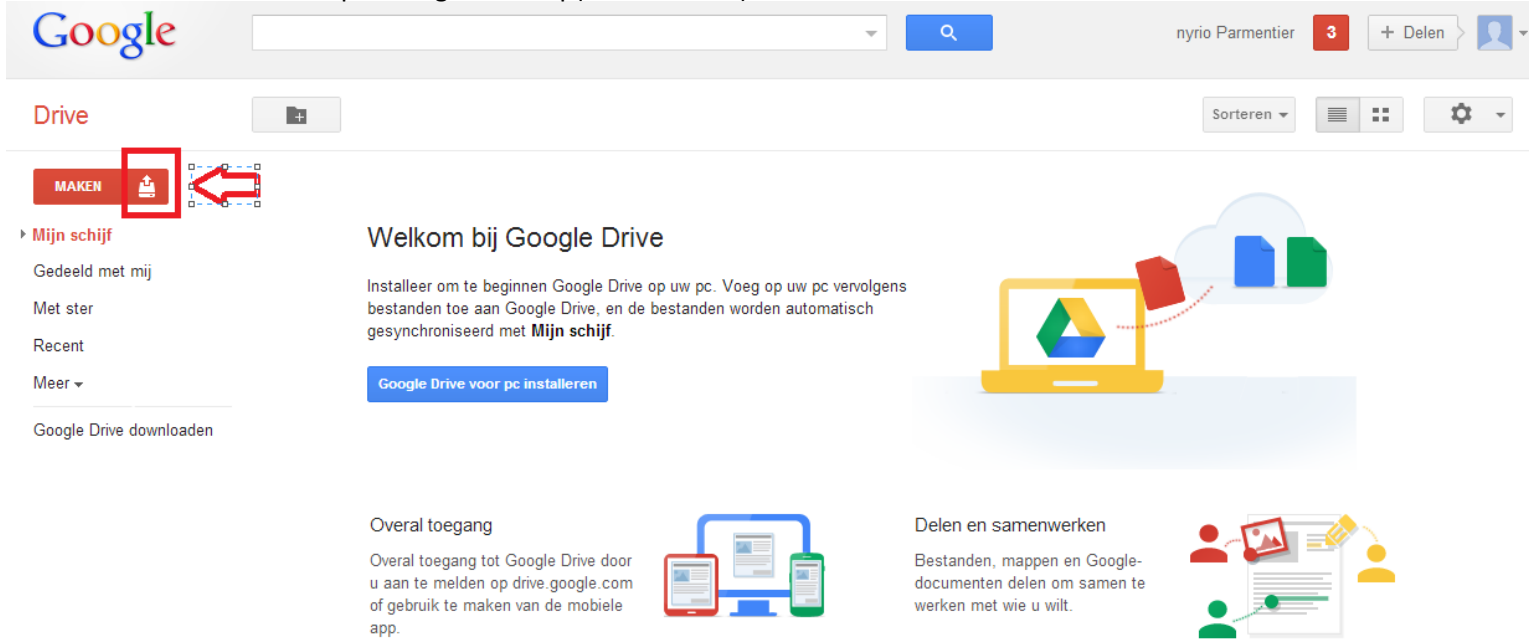 Google
nyrio Parmentier 3 + Delen
Drive
Sorteren
MAKEN
Mijn schijf
Gedeeld met mij
Met ster
Recent
Meer
Google Drive downloaden
Welkom bij Google Drive
Installeer om te beginnen Google Drive op uw pc. Voeg op uw pc vervolgens
bestanden toe aan Google Drive, en de bestanden worden automatisch
gesynchroniseerd met Mijn schijf.
Google Drive voor pc installeren
Overal toegang
Overal toegang tot Google Drive door
u aan te melden op drive.google.com
of gebruik te maken van de mobiele
app.
Delen en samenwerken
Bestanden, mappen en Google-
documenten delen om samen te
werken met wie u wilt.